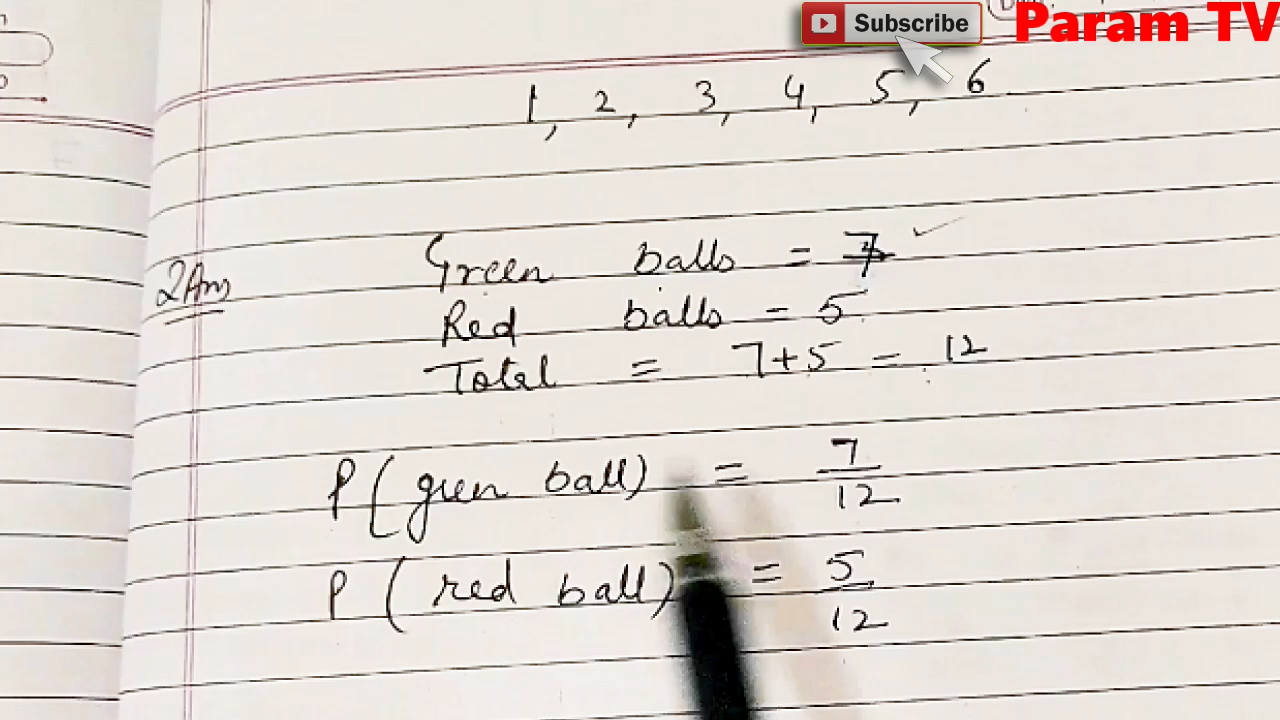 Subscribe Param TV
1, 2, 3, 4, 5, 6
2Ans
Green balls = 7
Red balls = 5
Total = 7+5 = 12
P(green ball) = 7/12
P(red ball) = 5/12